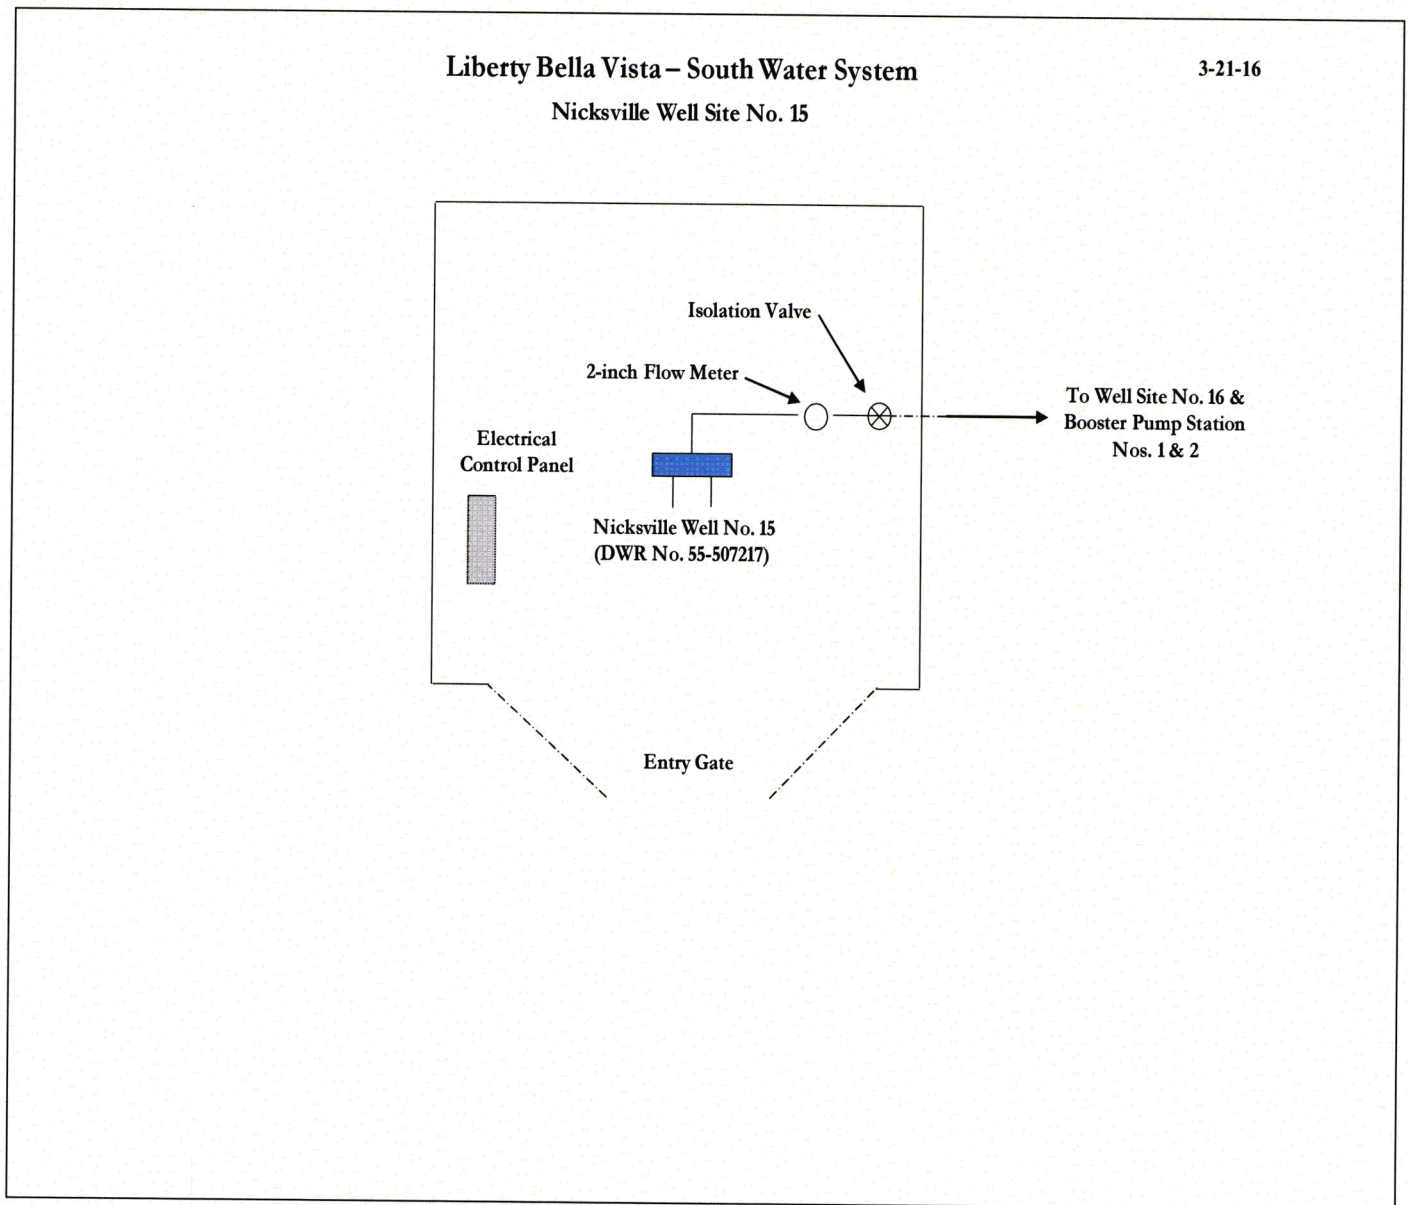 Liberty Bella Vista – South Water System
3-21-16
Nicksville Well Site No. 15
Isolation Valve
2-inch Flow Meter
To Well Site No. 16 &
Booster Pump Station
Nos. 1 & 2
Electrical
Control Panel
Nicksville Well No. 15
(DWR No. 55-507217)
Entry Gate